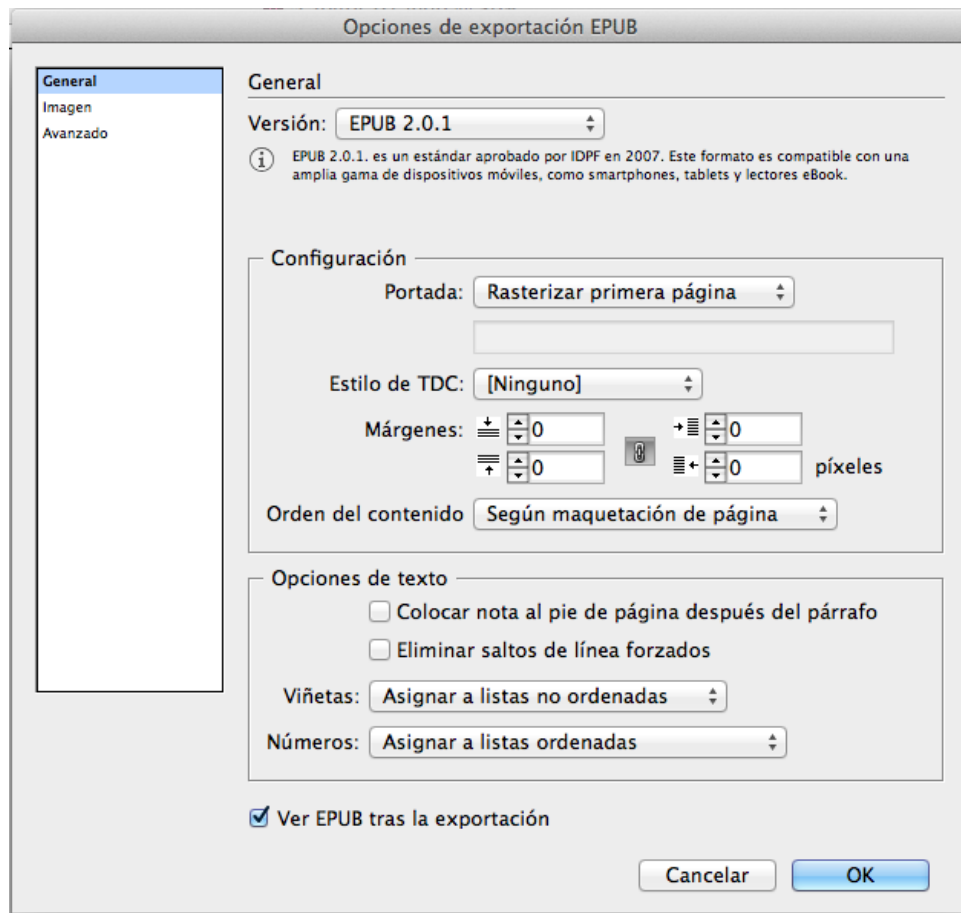 Opciones de exportación EPUB
General
Imagen
Avanzado
General
Versión: EPUB 2.0.1
EPUB 2.0.1. es un estándar aprobado por IDPF en 2007. Este formato es compatible con una
amplia gama de dispositivos móviles, como smartphones, tablets y lectores eBook.
Configuración
Portada: Rasterizar primera página
Estilo de TDC: [Ninguno]
Márgenes: 0 0
0 0 píxeles
Orden del contenido Según maquetación de página
Opciones de texto
Colocar nota al pie de página después del párrafo
Eliminar saltos de línea forzados
Viñetas: Asignar a listas no ordenadas
Números: Asignar a listas ordenadas
Ver EPUB tras la exportación
Cancelar OK